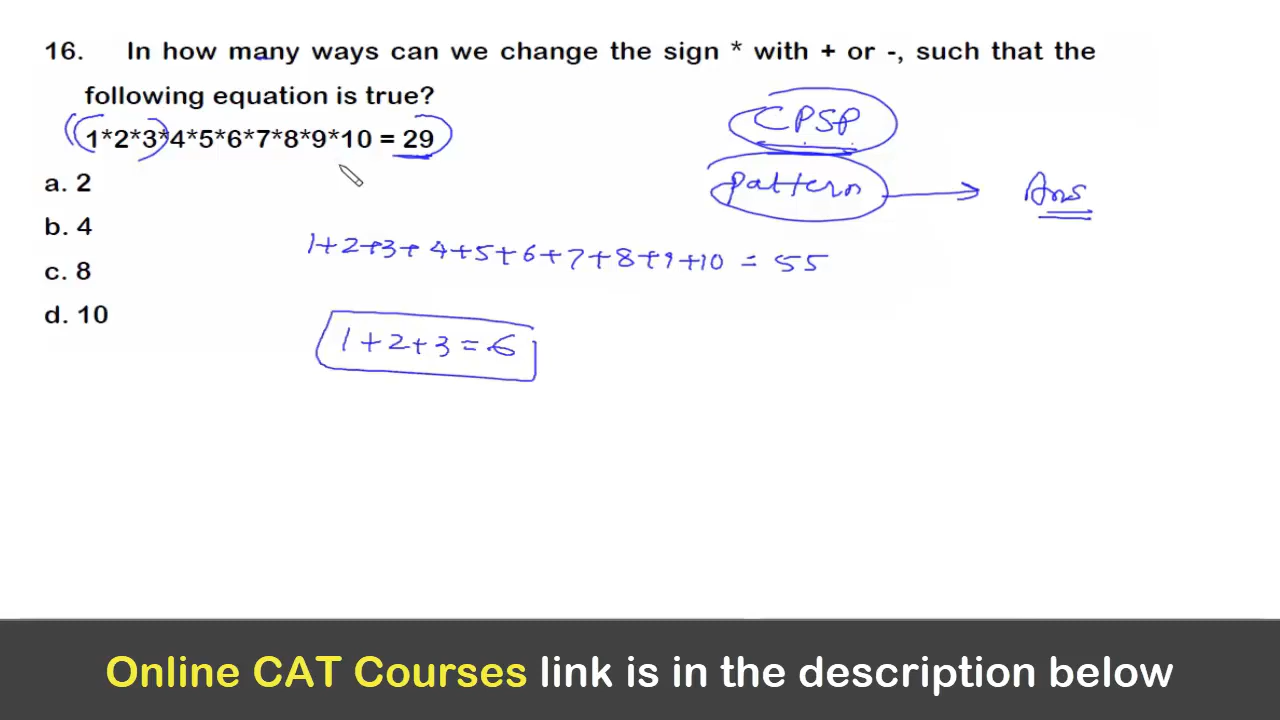 16. In how many ways can we change the sign * with + or -, such that the
following equation is true?
1*2*3*4*5*6*7*8*9*10 = 29
CPSP
a. 2
pattern → Ans
b. 4
1+2+3+4+5+6+7+8+9+10 = 55
c. 8
d. 10
1+2+3=6
Online CAT Courses link is in the description below